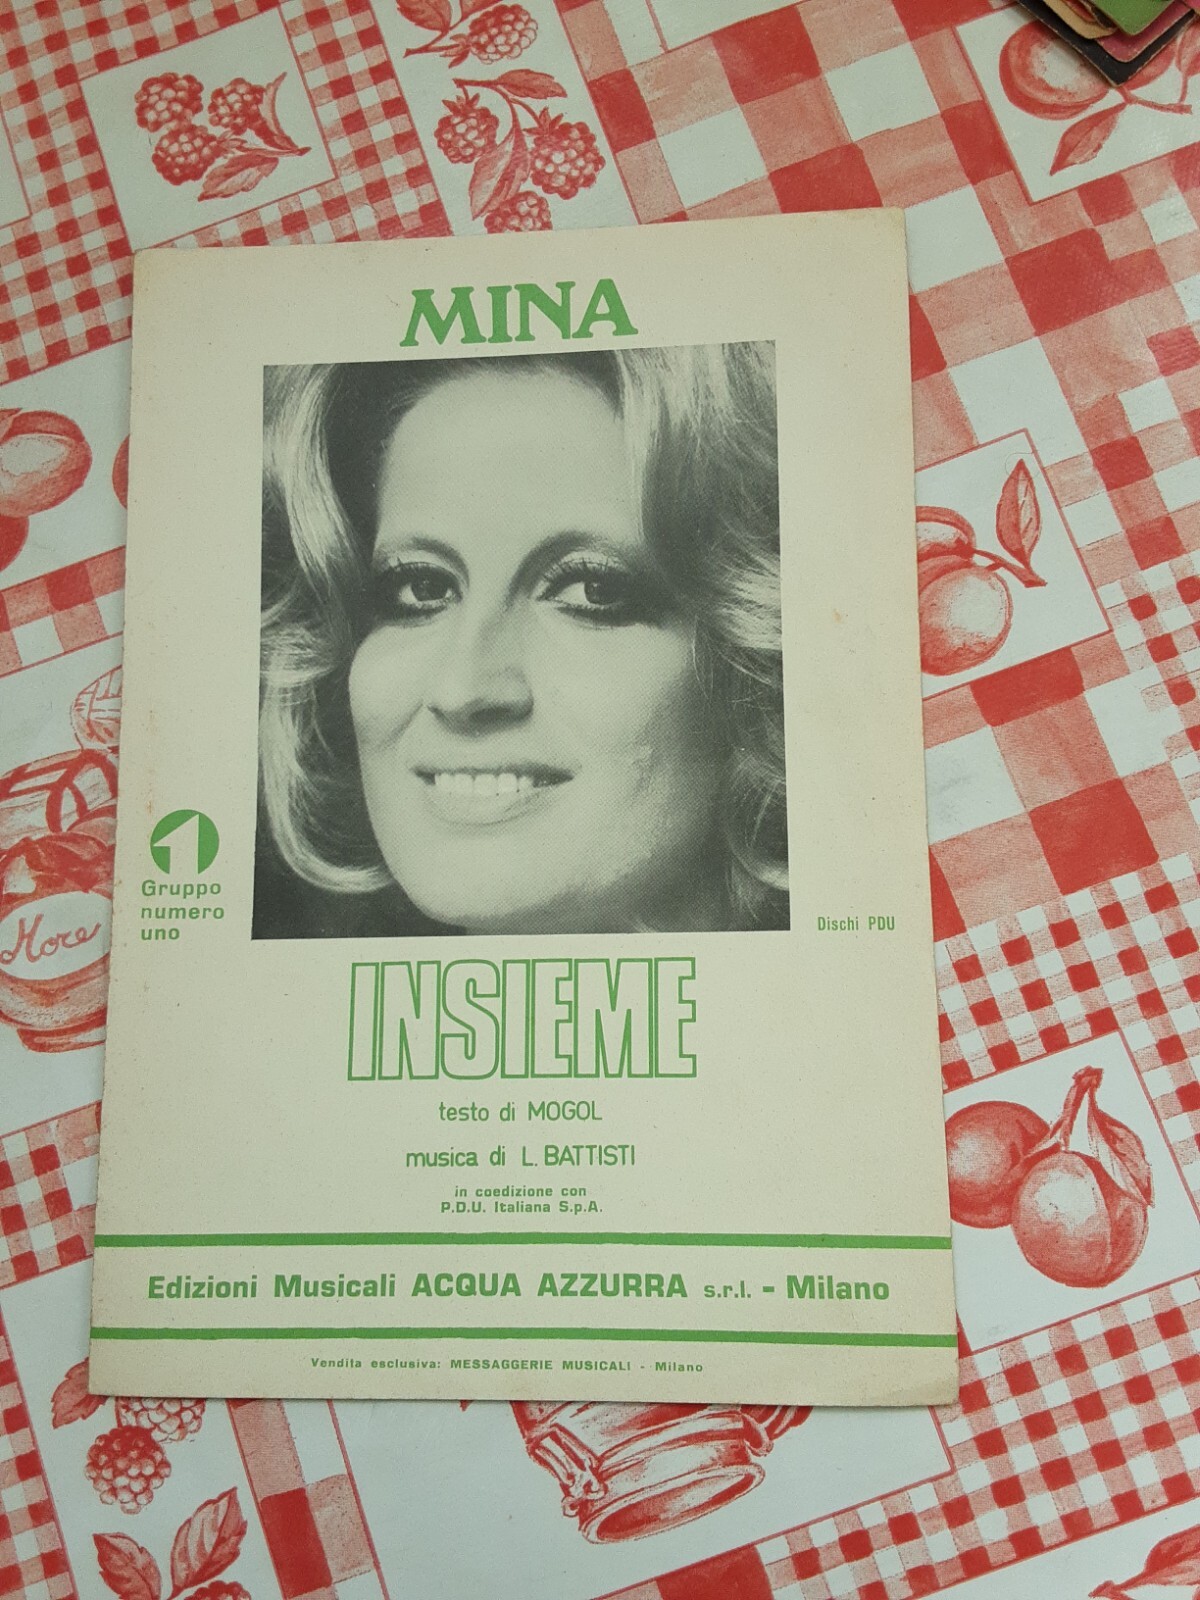 MINA
1
Gruppo
numero
uno
Dischi PDU
INSIEME
testo di MOGOL
musica di L. BATTISTI
in coedizione con
P.D.U. Italiana S.p.A.
Edizioni Musicali ACQUA AZZURRA s.r.l. - Milano
Vendita esclusiva: MESSAGGERIE MUSICALI - Milano
More